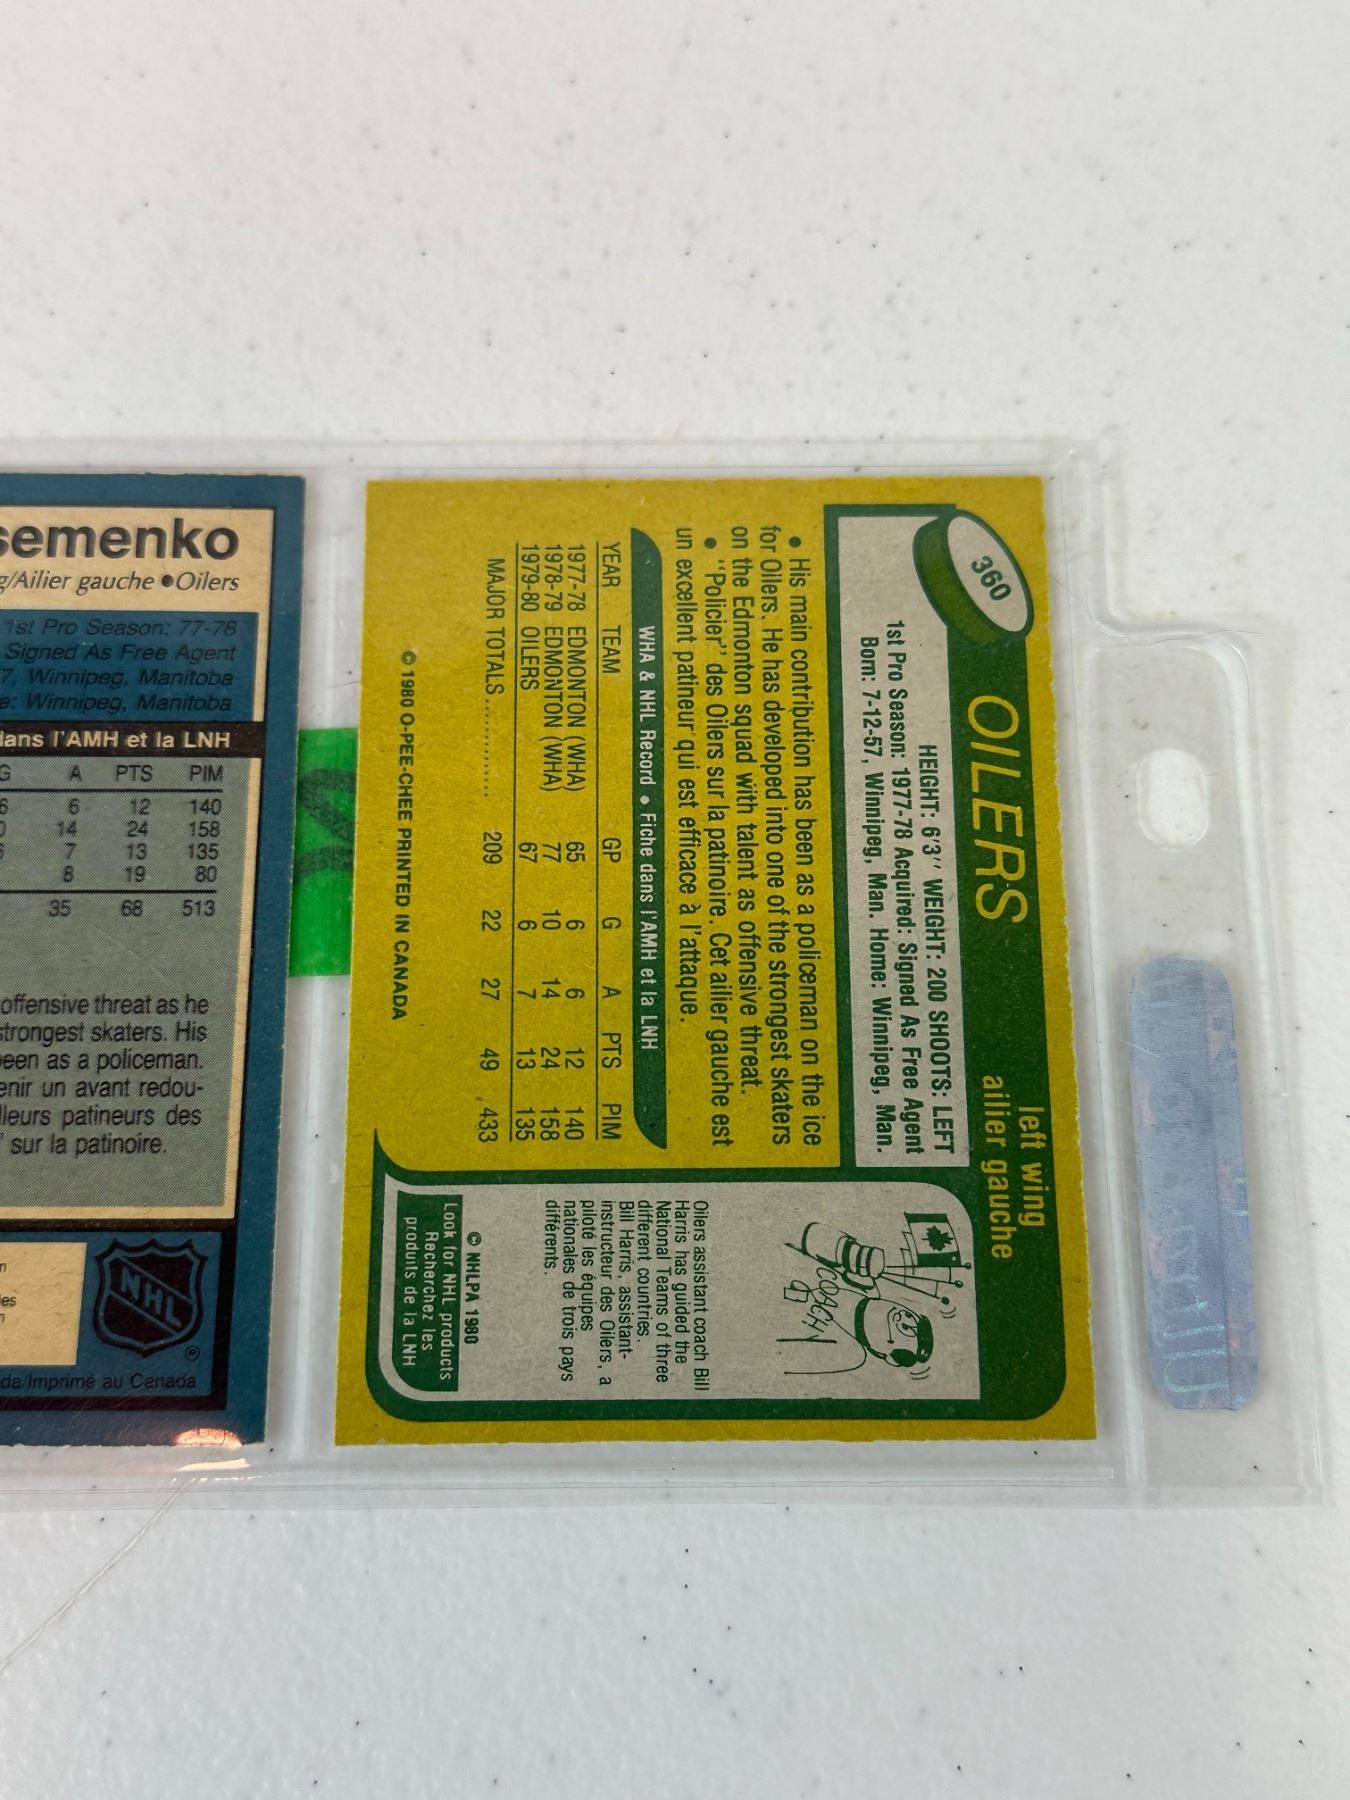 semenko
g/Ailier gauche ● Oilers
1st Pro Season: 77-78
Signed As Free Agent
7, Winnipeg, Manitoba
e: Winnipeg, Manitoba
dans l'AMH et la LNH
G A PTS PIM
6 6 12 140
0 14 24 158
6 7 13 135
8 19 80
35 68 513
offensive threat as he
strongest skaters. His
een as a policeman.
enir un avant redou-
lleurs patineurs des
sur la patinoire.
NHL
®
da/Imprimé au Canada
360
OILERS
left wing
ailier gauche
HEIGHT: 6'3'' WEIGHT: 200 SHOOTS: LEFT
1st Pro Season: 1977-78 Acquired: Signed As Free Agent
Born: 7-12-57, Winnipeg, Man. Home: Winnipeg, Man.
● His main contribution has been as a policeman on the ice
for Oilers. He has developed into one of the strongest skaters
on the Edmonton squad with talent as offensive threat.
● "Policier" des Oilers sur la patinoire. Cet ailier gauche est
un excellent patineur qui est efficace à l'attaque.
WHA & NHL Record ● Fiche dans l'AMH et la LNH
YEAR TEAM GP G A PTS PIM
1977-78 EDMONTON (WHA) 65 6 6 12 140
1978-79 EDMONTON (WHA) 77 10 14 24 158
1979-80 OILERS 67 6 7 13 135
MAJOR TOTALS............ 209 22 27 49 433
© 1980 O-PEE-CHEE PRINTED IN CANADA
COACH
Oilers assistant coach Bill
Harris has guided the
National Teams of three
different countries.
Bill Harris, assistant-
instructeur des Oilers, a
piloté les équipes
nationales de trois pays
différents.
© NHLPA 1980
Look for NHL products
Recherchez les
produits de la LNH